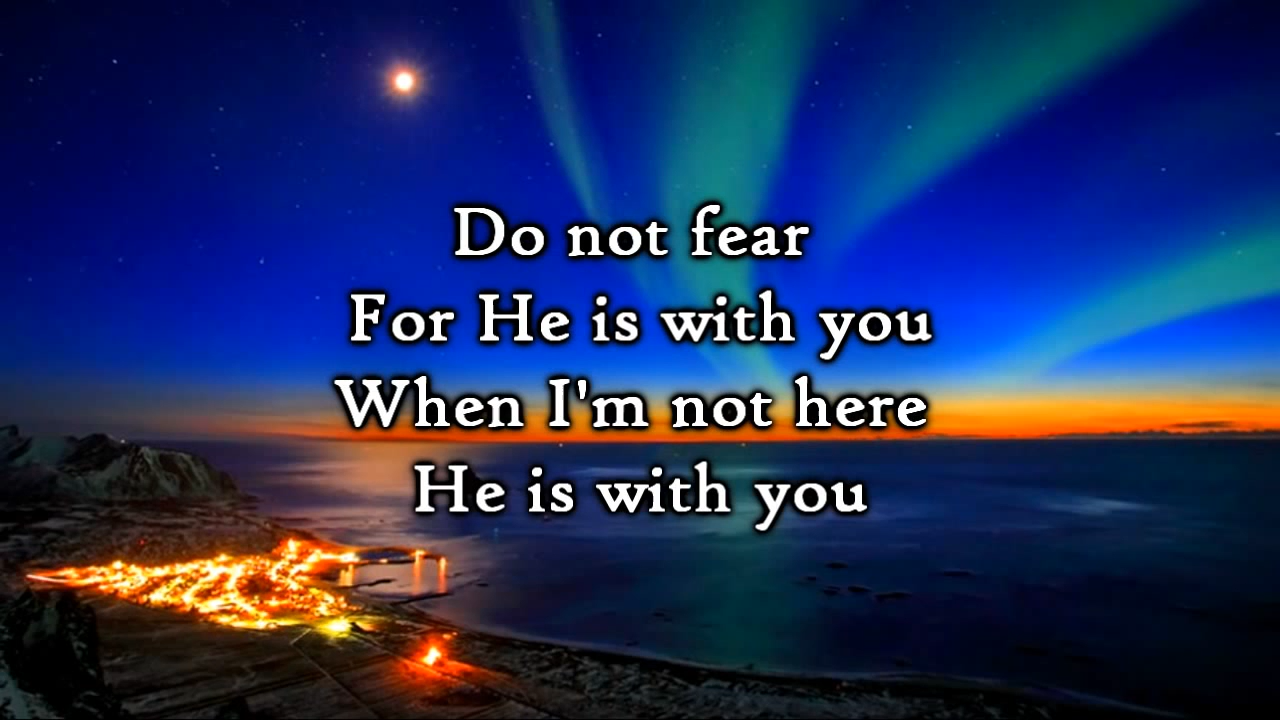 Do not fear
For He is with you
When I'm not here
He is with you